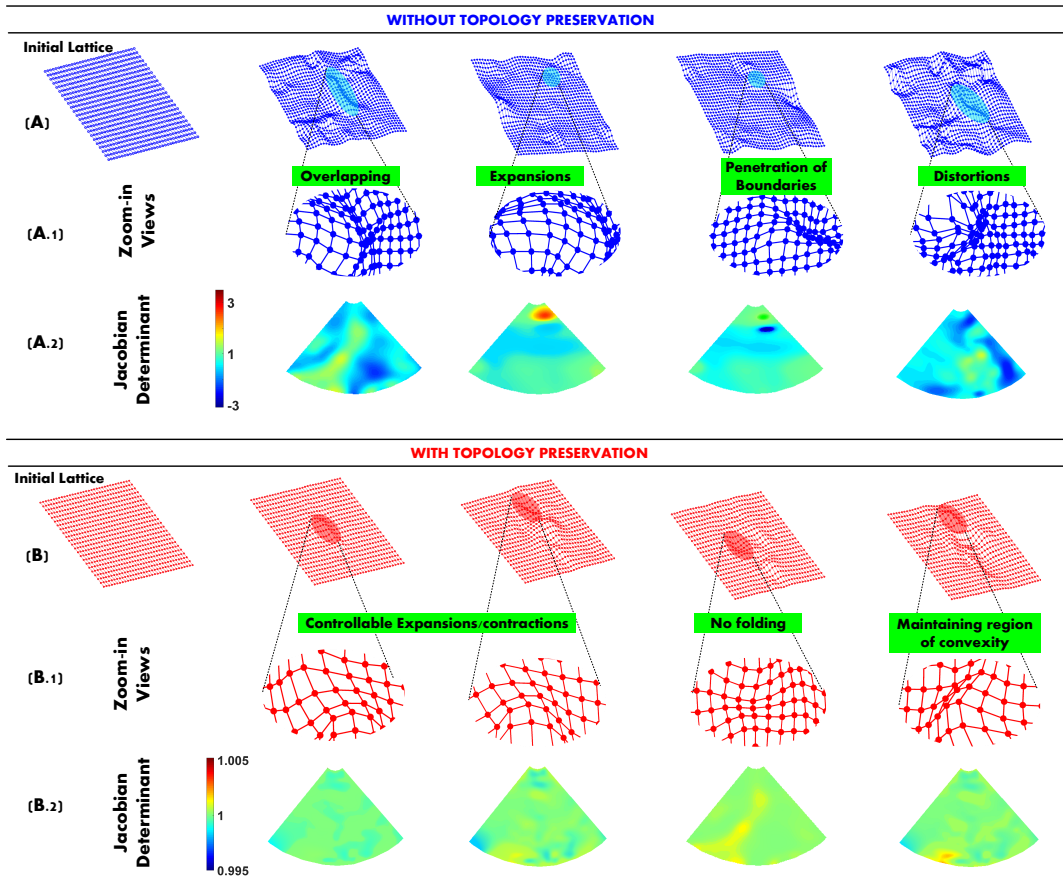 WITHOUT TOPOLOGY PRESERVATION
Initial Lattice
(A)
Overlapping
Expansions
Penetration of
Boundaries
Distortions
(A.1)
Zoom-in
Views
(A.2)
Jacobian
Determinant
3
1
-3
WITH TOPOLOGY PRESERVATION
Initial Lattice
(B)
Controllable Expansions/contractions
No folding
Maintaining region
of convexity
(B.1)
Zoom-in
Views
(B.2)
Jacobian
Determinant
1.005
1
0.995